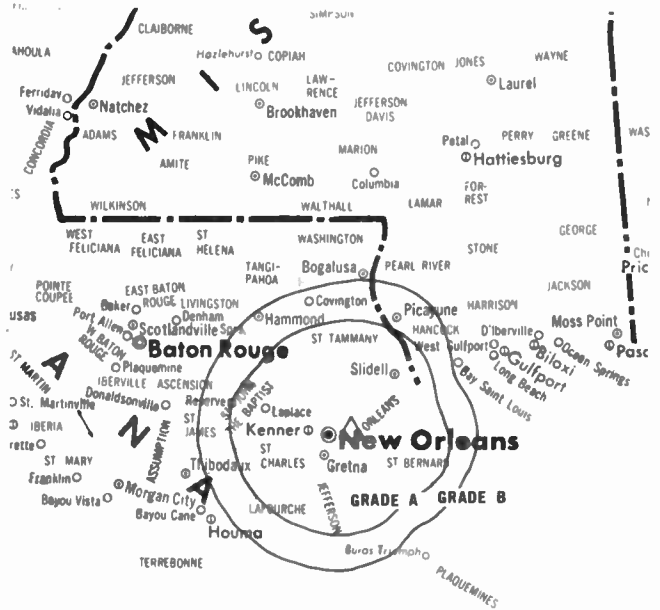 SIMPSON
CLAIBORNE
S
AHOULA
Hazlehurst
COPIAH
COVINGTON
JONES
WAYNE
JEFFERSON
LINCOLN
LAW-
RENCE
Laurel
Ferriday
Vidalia
Natchez
Brookhaven
JEFFERSON
DAVIS
I
CONCORDIA
ADAMS
M
FRANKLIN
Petal
PERRY
GREENE
WAS
AMITE
PIKE
MARION
Hattiesburg
McComb
Columbia
FOR-
REST
WILKINSON
WALTHALL
LAMAR
WEST
FELICIANA
EAST
FELICIANA
ST
HELENA
WASHINGTON
GEORGE
STONE
TANGI-
PAHOA
Bogalusa
PEARL RIVER
Pric
POINTE
COUPEE
EAST BATON
ROUGE
LIVINGSTON
JACKSON
Baker
Covington
Picayune
HARRISON
usas
Port Allen
Denham
Hammond
HANCOCK
D'Iberville
Moss Point
Scotlandville
W BATON
ROUGE
Baton Rouge
ST TAMMANY
West Gulfport
Gulfport
Biloxi
Ocean Springs
Pasc
Long Beach
ST MARTIN
A
Plaquemine
Slidell
Bay Saint Louis
IBERVILLE
ASCENSION
Donaldsonville
Reserve
BAPTIST
St. Martinville
Laplace
ORLEANS
IBERIA
N
ST
JAMES
Kenner
New Orleans
rette
ASSUMPTION
ST
CHARLES
Gretna
ST BERNARD
ST MARY
Thibodaux
Franklin
Morgan City
A
Bayou Vista
Bayou Cane
LAFOURCHE
JEFFERSON
GRADE A
GRADE B
Houma
TERREBONNE
Buras Triumph
PLAQUEMINES